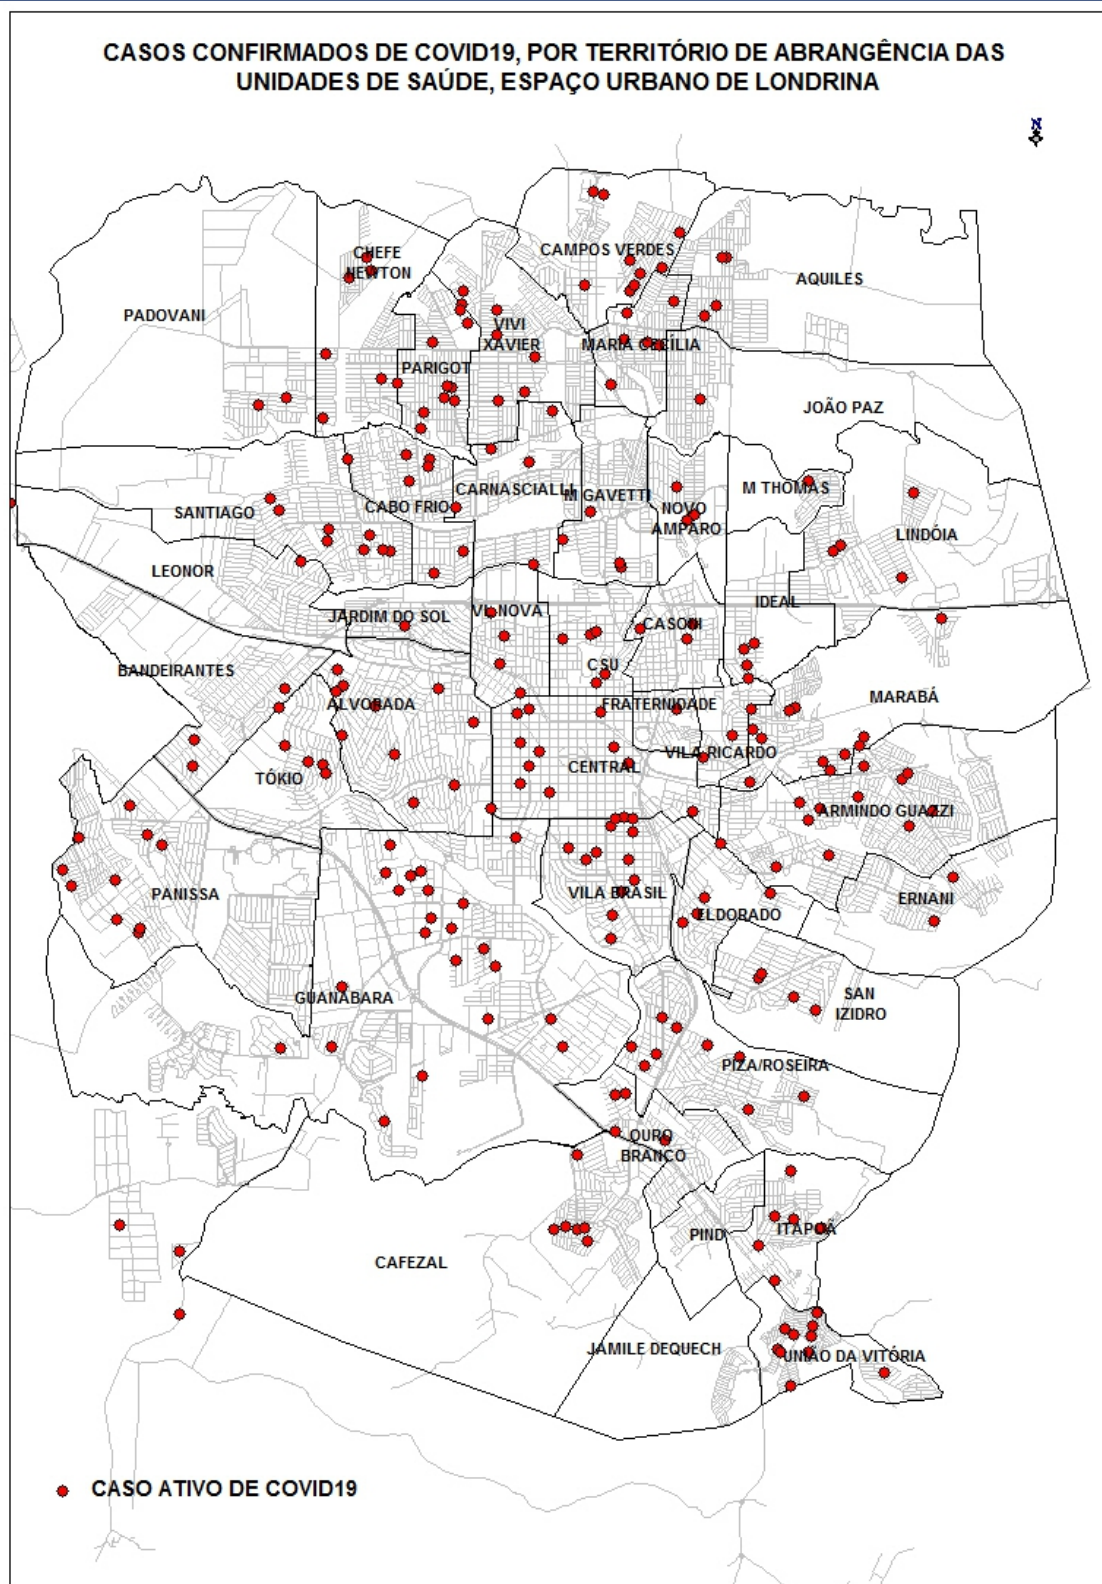 CASOS CONFIRMADOS DE COVID19, POR TERRITÓRIO DE ABRANGÊNCIA DAS
UNIDADES DE SAÚDE, ESPAÇO URBANO DE LONDRINA
N
CAMPOS VERDES
CHEFE
NEWTON
AQUILES
PADOVANI
VIVI
XAVIER
MARIA CECÍLIA
PARIGOT
JOÃO PAZ
CARNASCIALLI
M GAVETTI
M THOMAS
CABO FRIO
SANTIAGO
NOVO
AMPARO
LINDÓIA
LEONOR
IDEAL
JARDIM DO SOL
VL NOVA
CASONI
CSU
BANDEIRANTES
MARABÁ
ALVORADA
FRATERNIDADE
VILA RICARDO
CENTRAL
TÓKIO
ARMINDO GUAZZI
PANISSA
VILA BRASIL
ERNANI
ELDORADO
GUANABARA
SAN
IZIDRO
PIZA/ROSEIRA
OURO
BRANCO
ITAPOÃ
PIND
CAFEZAL
JAMILE DEQUECH
UNIÃO DA VITÓRIA
CASO ATIVO DE COVID19